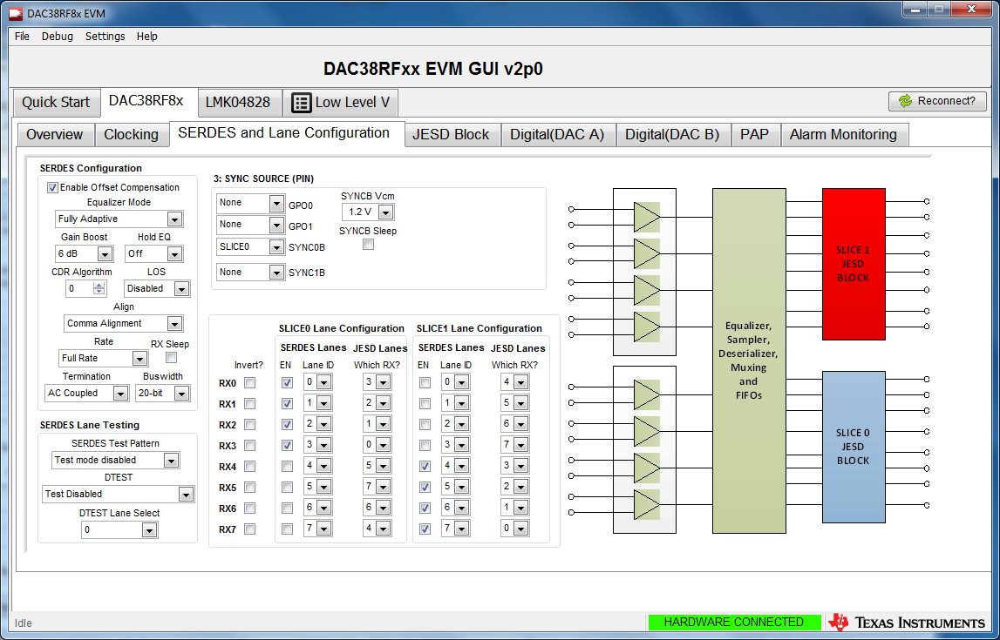 DAC38RF8x EVM
File Debug Settings Help
DAC38RFxx EVM GUI v2p0
Quick Start DAC38RF8x LMK04828 Low Level V Reconnect?
Overview Clocking SERDES and Lane Configuration JESD Block Digital(DAC A) Digital(DAC B) PAP Alarm Monitoring
SERDES Configuration
Enable Offset Compensation
Equalizer Mode
Fully Adaptive
Gain Boost Hold EQ
6 dB Off
CDR Algorithm LOS
0 Disabled
Align
Comma Alignment
Rate RX Sleep
Full Rate
Termination Buswidth
AC Coupled 20-bit
SERDES Lane Testing
SERDES Test Pattern
Test mode disabled
DTEST
Test Disabled
DTEST Lane Select
0
3: SYNC SOURCE (PIN)
None GPO0
None GPO1
SLICE0 SYNC0B
None SYNC1B
SYNCB Vcm
1.2 V
SYNCB Sleep
SLICE0 Lane Configuration SLICE1 Lane Configuration
SERDES Lanes JESD Lanes SERDES Lanes JESD Lanes
Invert? EN Lane ID Which RX? EN Lane ID Which RX?
RX0 0 3 0 4
RX1 1 2 1 5
RX2 2 1 2 6
RX3 3 0 3 7
RX4 4 5 4 3
RX5 5 7 5 2
RX6 6 6 6 1
RX7 7 4 7 0
Equalizer,
Sampler,
Deserializer,
Muxing
and
FIFOs
SLICE 1
JESD
BLOCK
SLICE 0
JESD
BLOCK
Idle HARDWARE CONNECTED TEXAS INSTRUMENTS